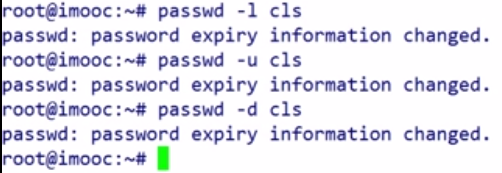 root@imooc:~# passwd -l cls
passwd: password expiry information changed.
root@imooc:~# passwd -u cls
passwd: password expiry information changed.
root@imooc:~# passwd -d cls
passwd: password expiry information changed.
root@imooc:~#